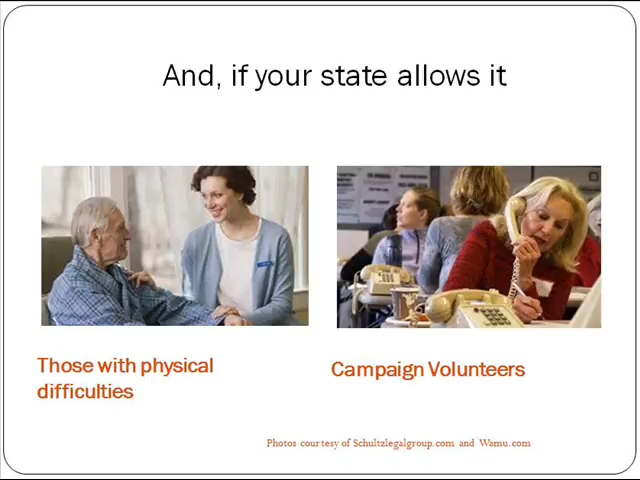 And, if your state allows it
Those with physical
difficulties
Campaign Volunteers
Photos courtesy of Schultzlegalgroup.com and Wamu.com